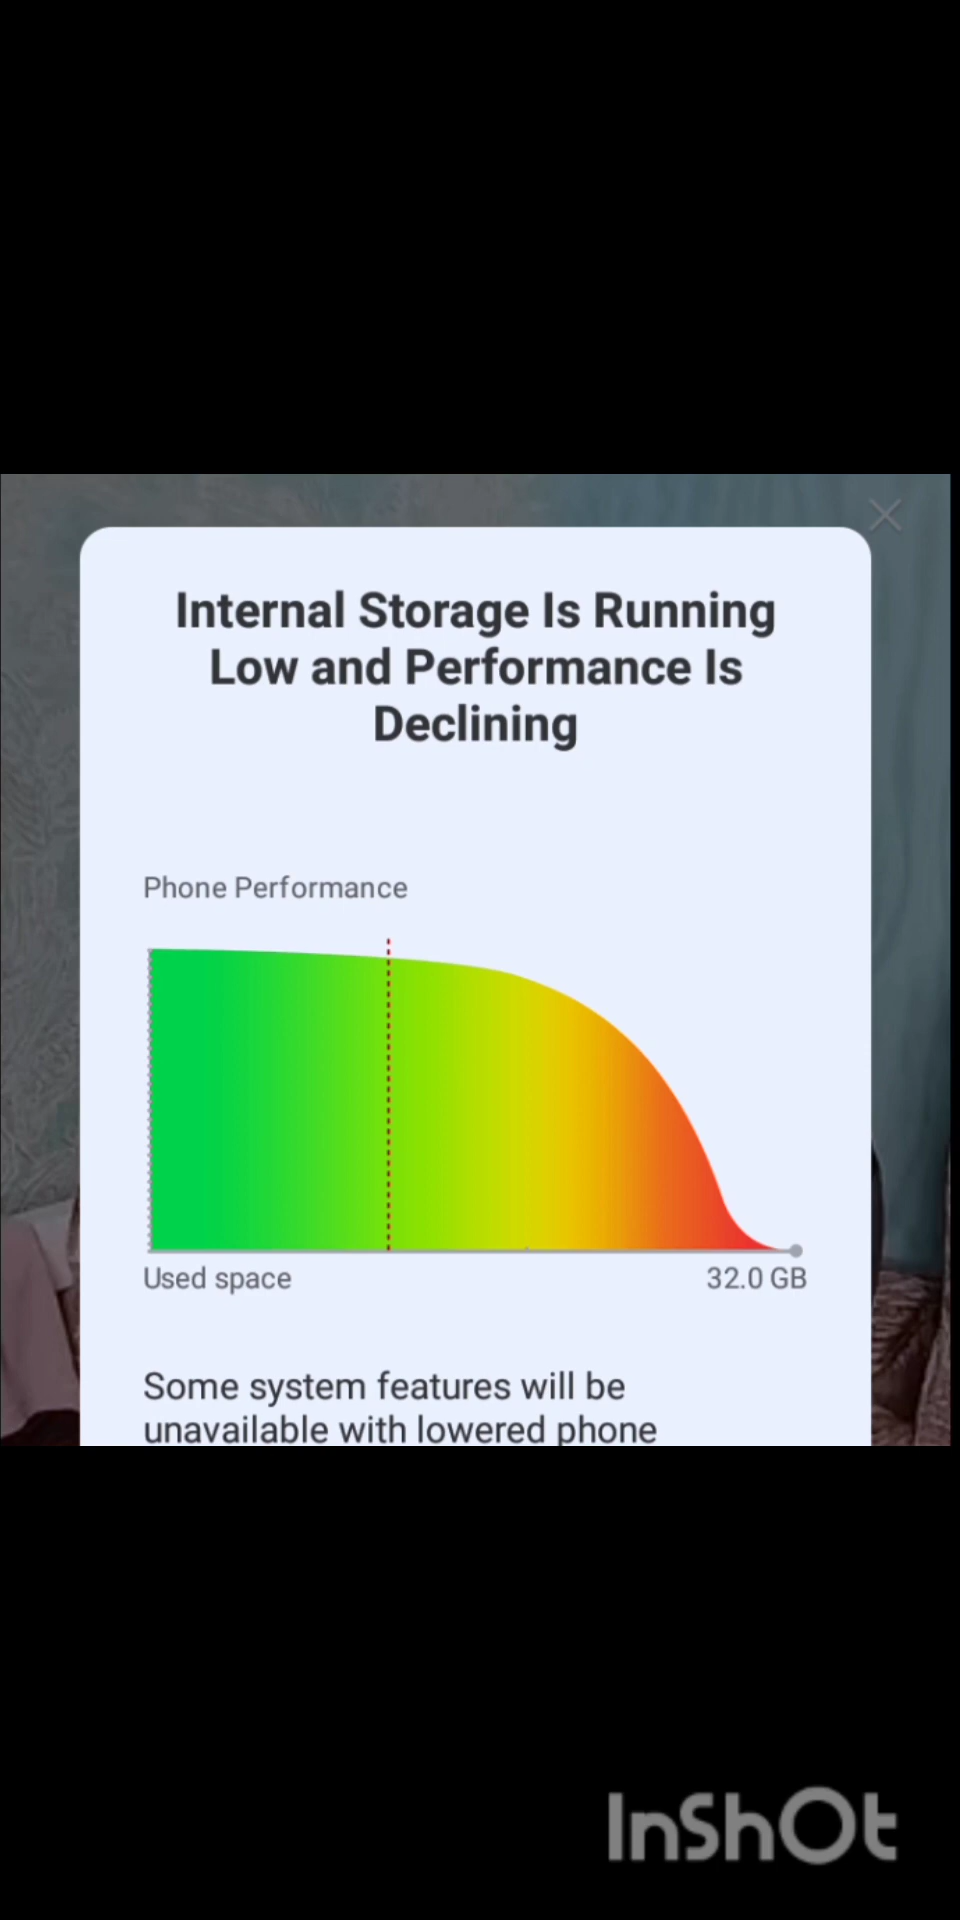 Internal Storage Is Running
Low and Performance Is
Declining
Phone Performance
Used space
32.0 GB
Some system features will be
unavailable with lowered phone
InShOt